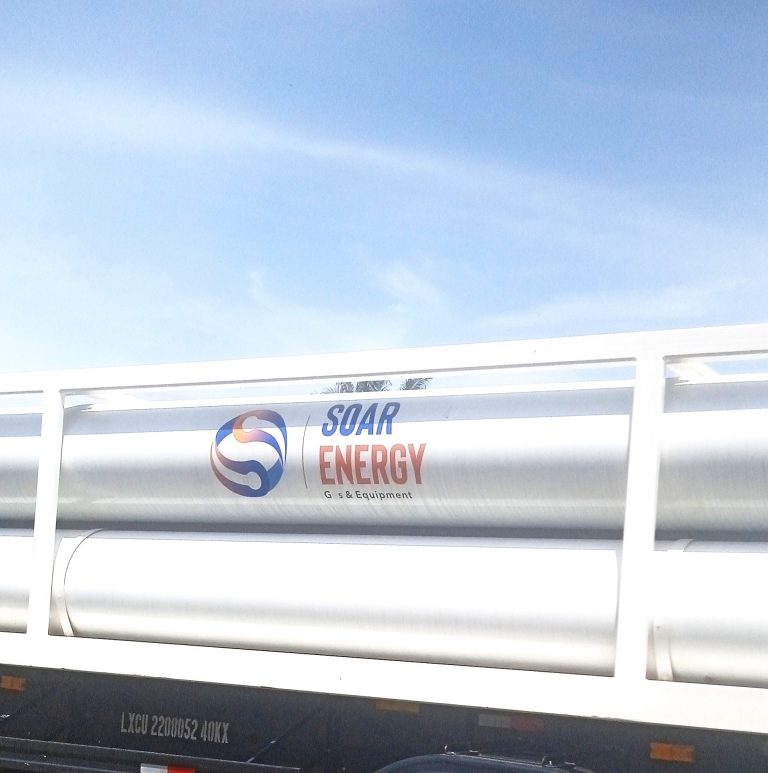 SOAR
ENERGY
G s & Equipment
LXCU 2200052 40KX